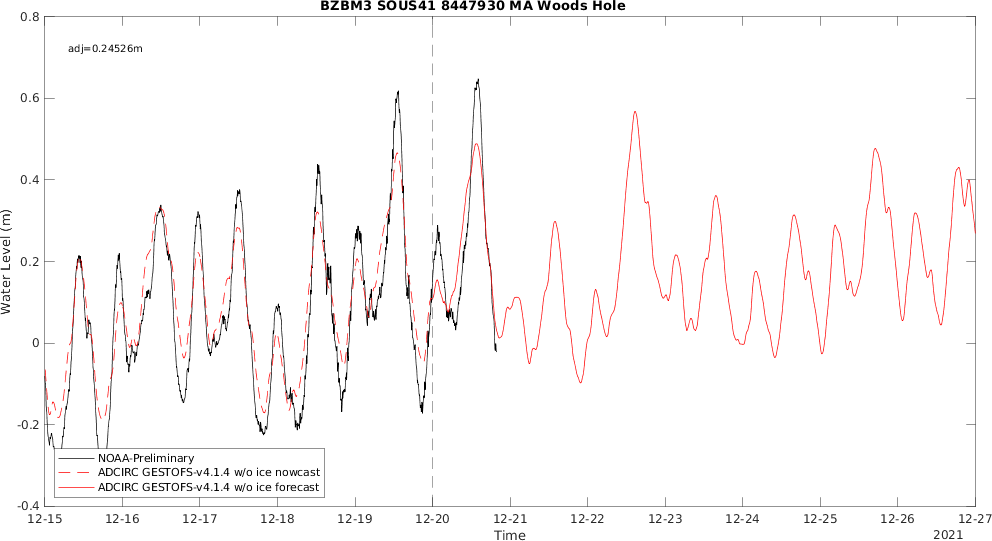 BZBM3 SOUS41 8447930 MA Woods Hole
0.8
adj=0.24526m
0.6
0.4
0.2
0
-0.2
-0.4
Water Level (m)
NOAA-Preliminary
ADCIRC GESTOFS-v4.1.4 w/o ice nowcast
ADCIRC GESTOFS-v4.1.4 w/o ice forecast
12-15 12-16 12-17 12-18 12-19 12-20 12-21 12-22 12-23 12-24 12-25 12-26 12-27
Time
2021